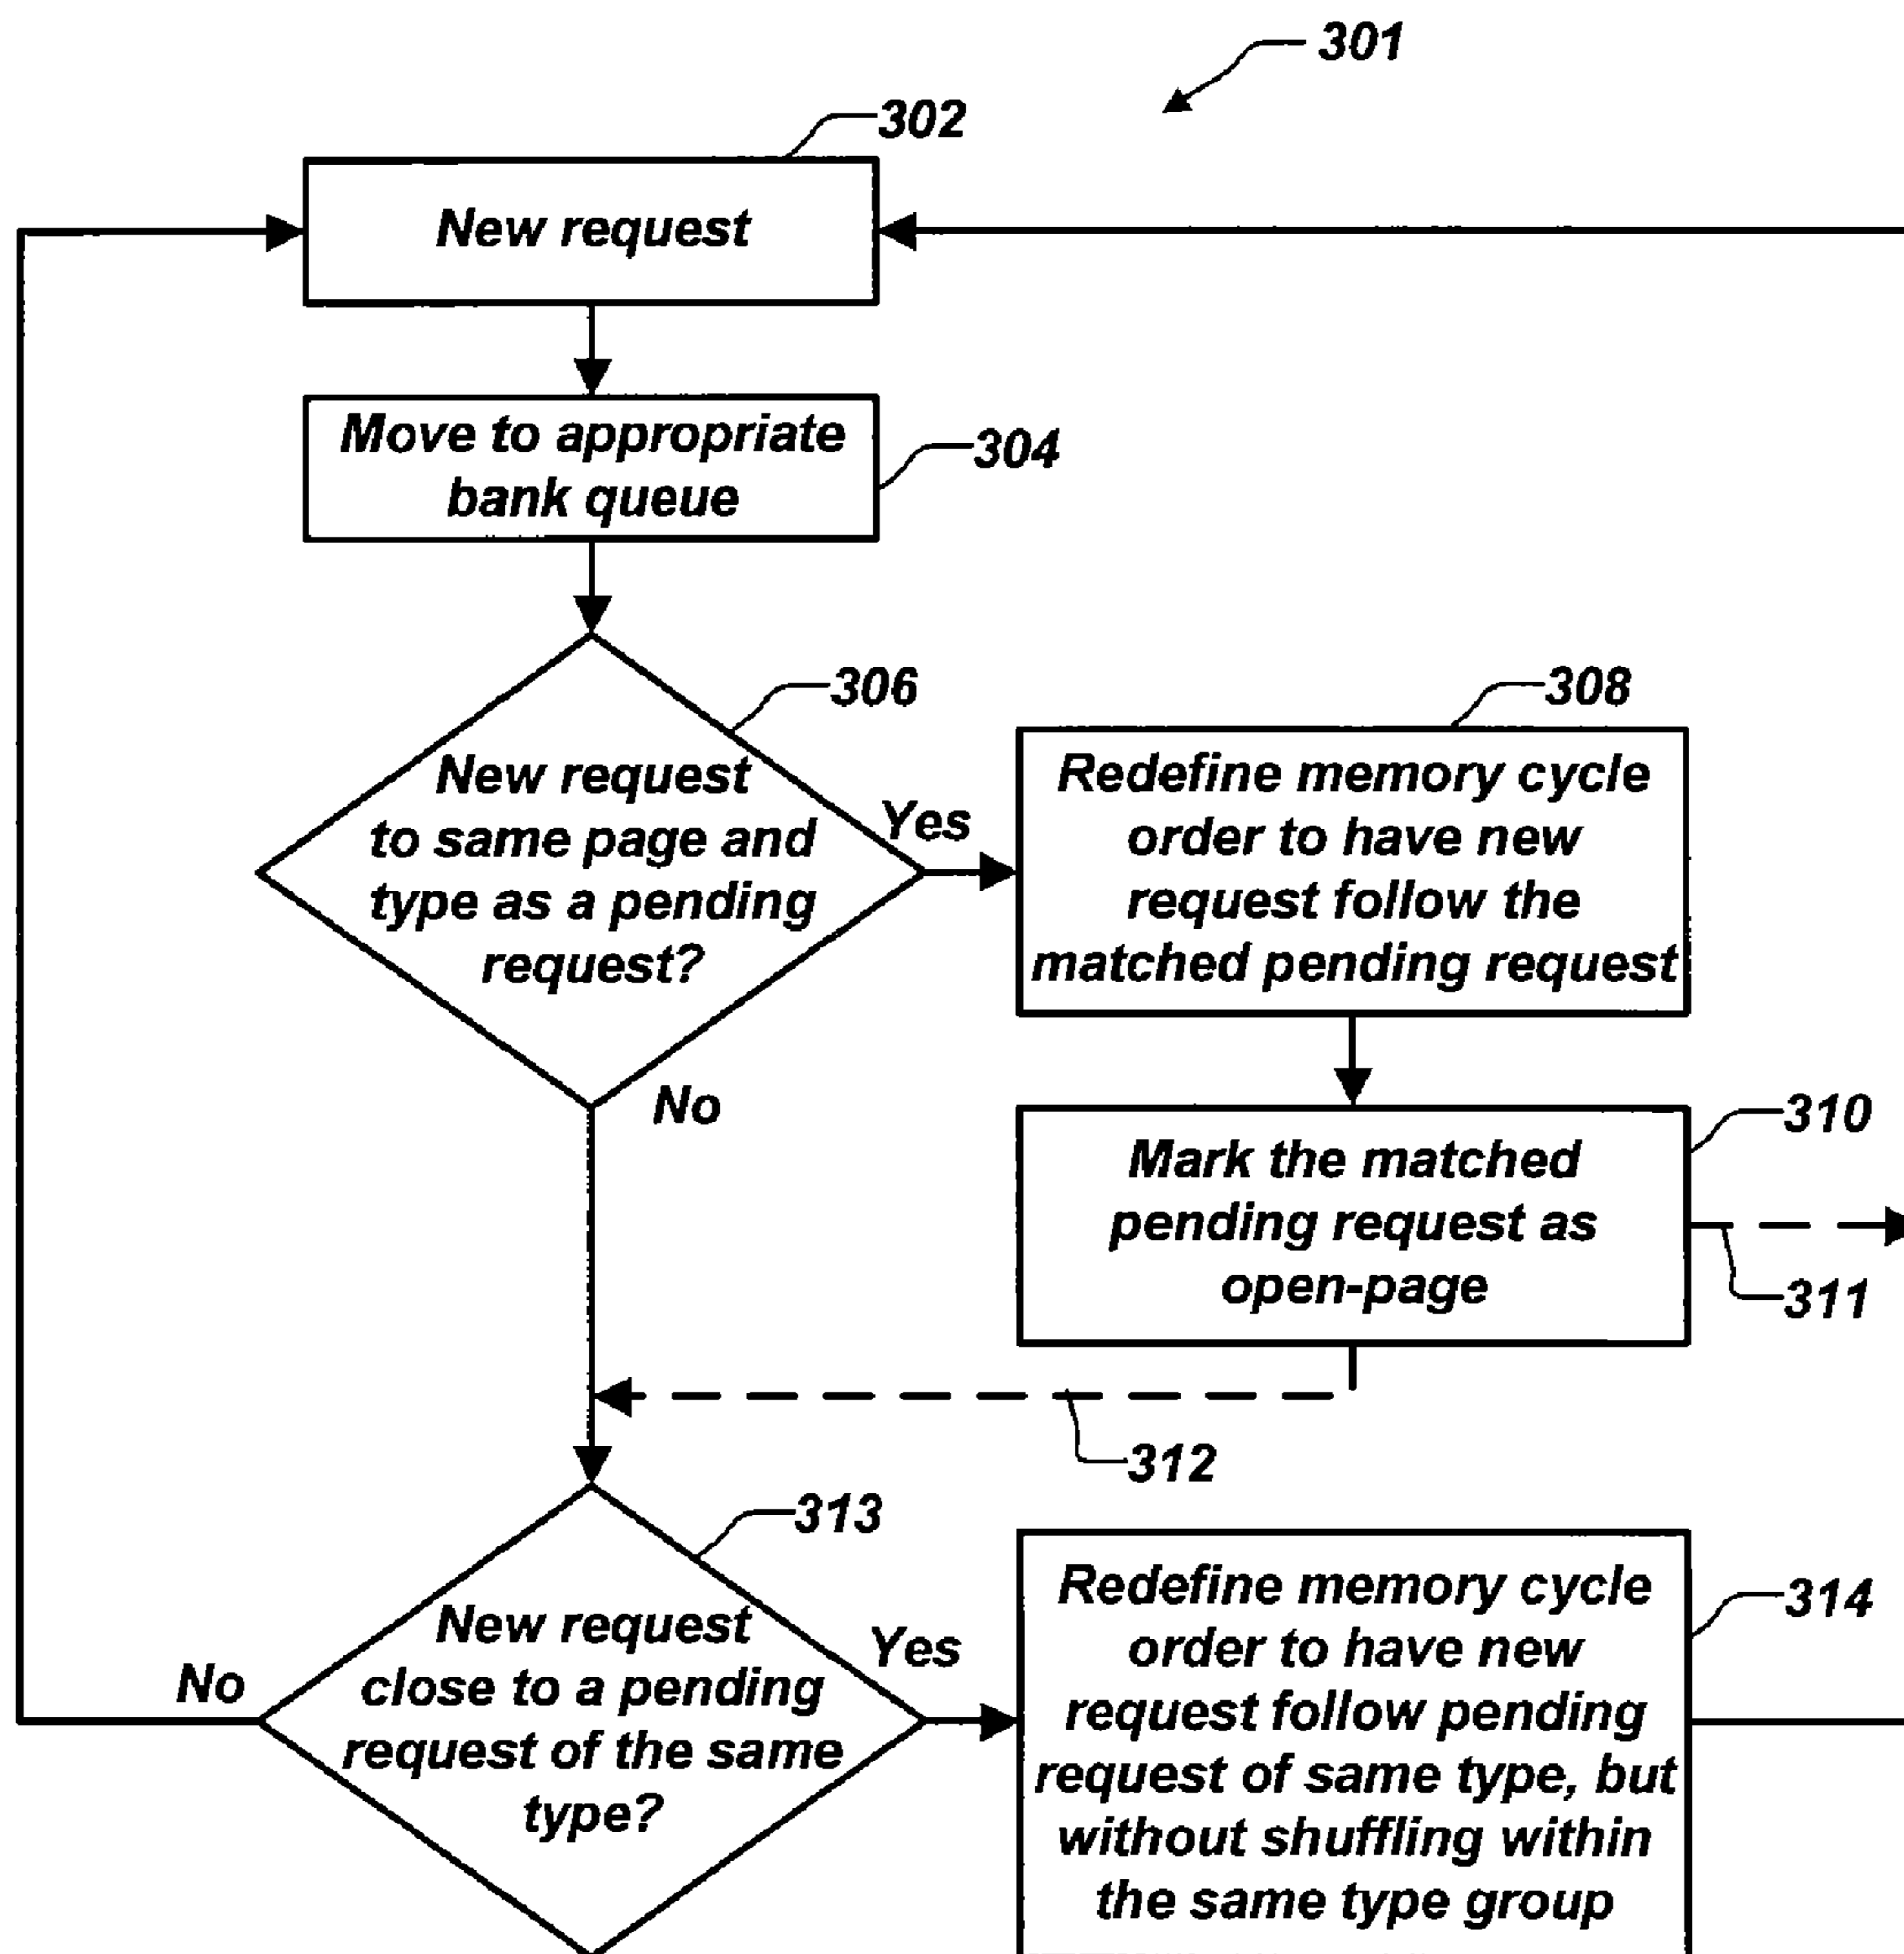 301
302
New request
Move to appropriate
bank queue
304
306
New request
to same page and
type as a pending
request?
Yes
No
308
Redefine memory cycle
order to have new
request follow the
matched pending request
310
Mark the matched
pending request as
open-page
311
312
313
New request
close to a pending
request of the same
type?
No
Yes
314
Redefine memory cycle
order to have new
request follow pending
request of same type, but
without shuffling within
the same type group